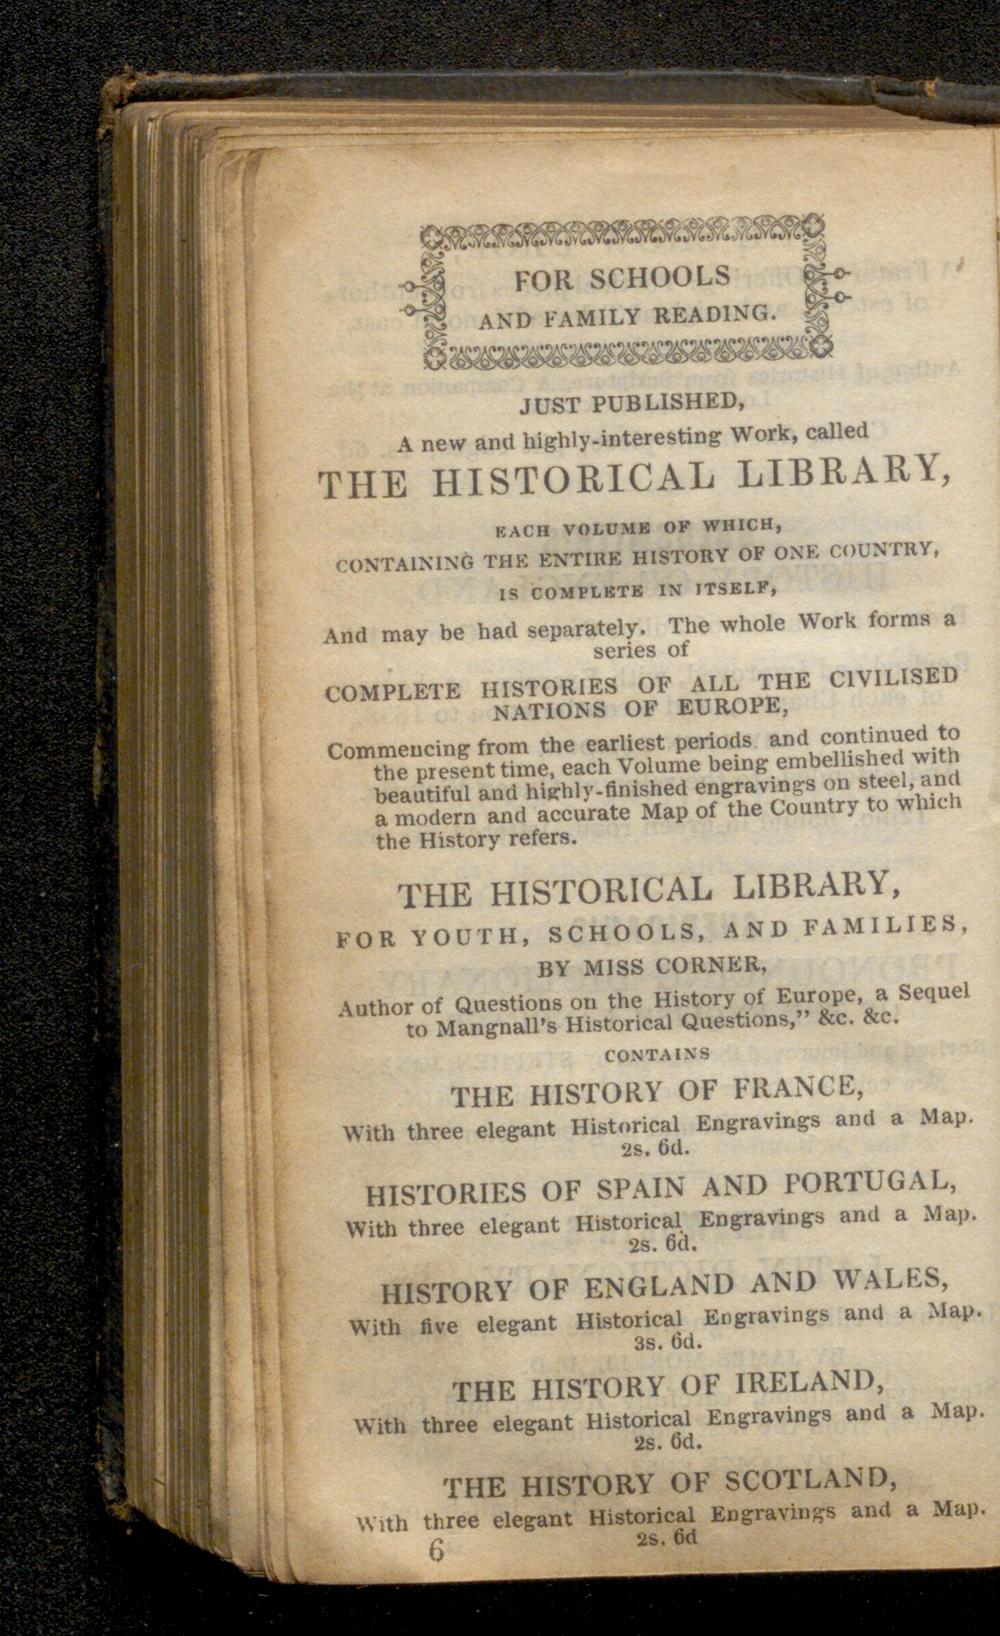 FOR SCHOOLS
AND FAMILY READING.
JUST PUBLISHED,
A new and highly-interesting Work, called
THE HISTORICAL LIBRARY,
EACH VOLUME OF WHICH,
CONTAINING THE ENTIRE HISTORY OF ONE COUNTRY,
IS COMPLETE IN ITSELF,
And may be had separately. The whole Work forms a
series of
COMPLETE HISTORIES OF ALL THE CIVILISED
NATIONS OF EUROPE,
Commencing from the earliest periods and continued to
the present time, each Volume being embellished with
beautiful and highly-finished engravings on steel, and
a modern and accurate Map of the Country to which
the History refers.
THE HISTORICAL LIBRARY,
FOR YOUTH, SCHOOLS, AND FAMILIES,
BY MISS CORNER,
Author of Questions on the History of Europe, a Sequel
to Mangnall's Historical Questions," &c. &c.
CONTAINS
THE HISTORY OF FRANCE,
With three elegant Historical Engravings and a Map.
2s. 6d.
HISTORIES OF SPAIN AND PORTUGAL,
With three elegant Historical Engravings and a Map.
2s. 6d.
HISTORY OF ENGLAND AND WALES,
With five elegant Historical Engravings and a Map.
3s. 6d.
THE HISTORY OF IRELAND,
With three elegant Historical Engravings and a Map.
2s. 6d.
THE HISTORY OF SCOTLAND,
With three elegant Historical Engravings and a Map.
2s. 6d
6